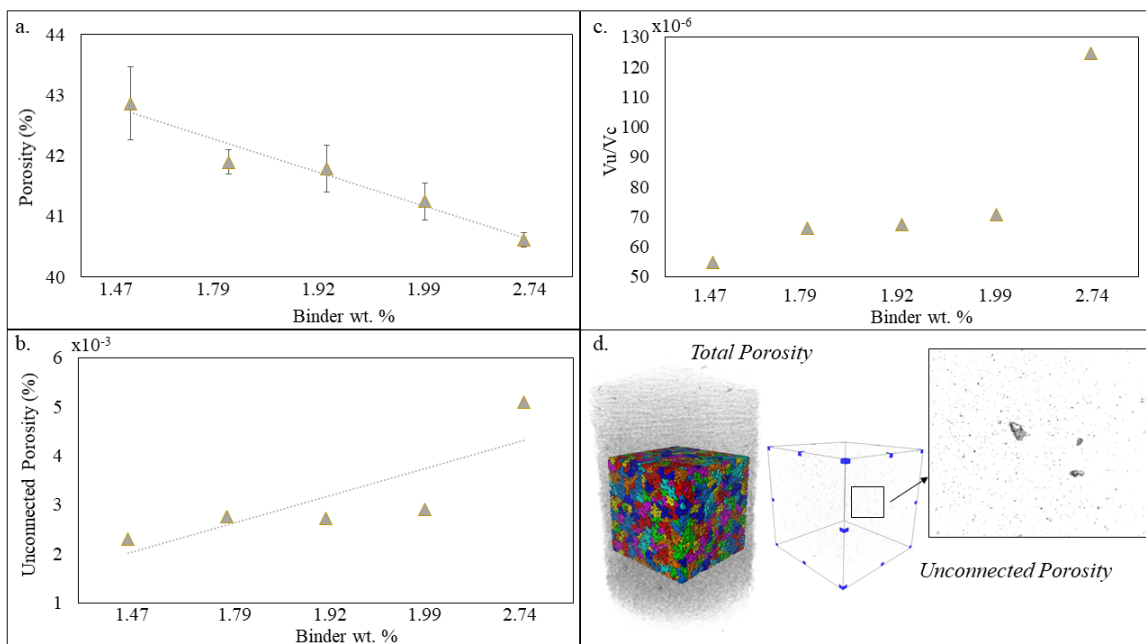 a.
43
42
41
40
44
Porosity (%)
1.47 1.79 1.92 1.99 2.74
Binder wt. %
c.
x10⁻⁶
130
120
110
100
90
80
70
60
50
Vu/Vc
1.47 1.79 1.92 1.99 2.74
Binder wt. %
b.
x10⁻³
6
5
4
3
2
1
Unconnected Porosity (%)
1.47 1.79 1.92 1.99 2.74
Binder wt. %
d.
Total Porosity
Unconnected Porosity